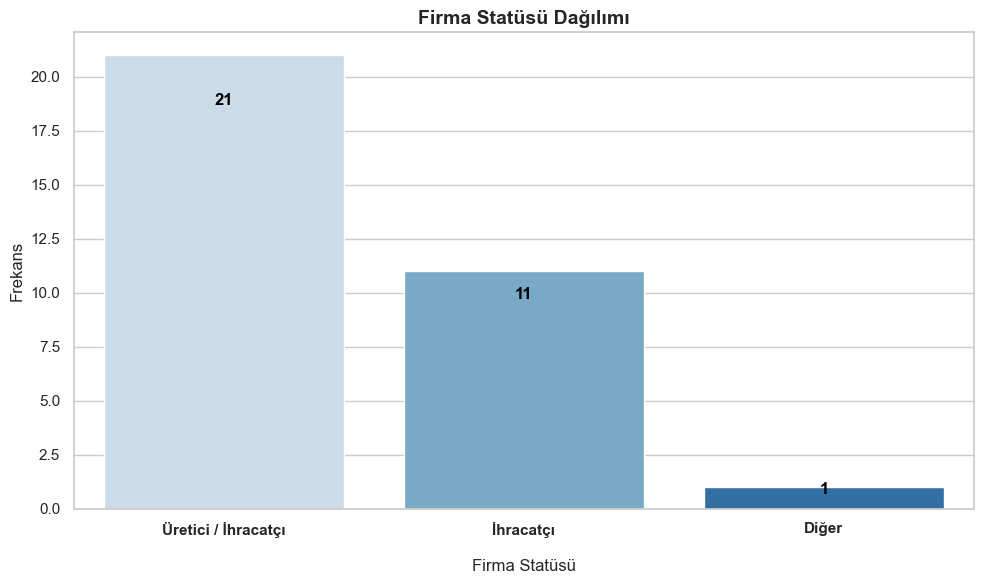 Firma Statüsü Dağılımı
Frekans
20.0
17.5
15.0
12.5
10.0
7.5
5.0
2.5
0.0
21
11
1
Üretici / İhracatçı
İhracatçı
Diğer
Firma Statüsü